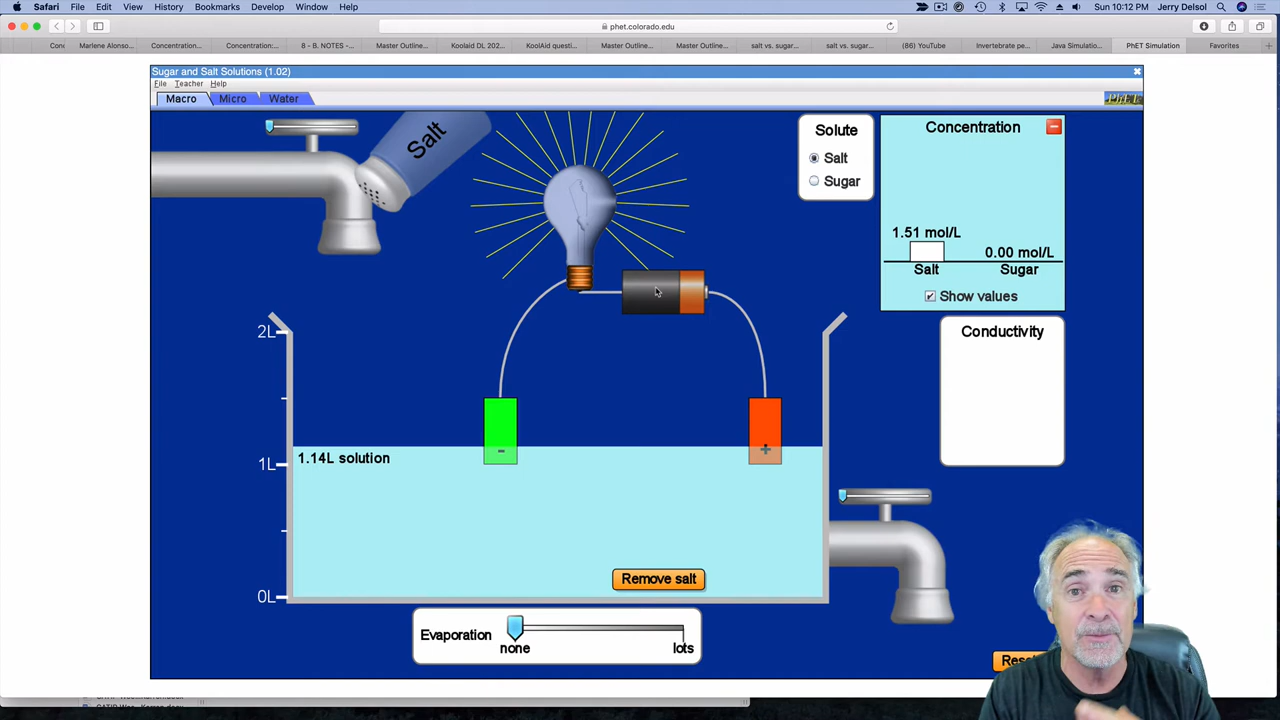 Safari File Edit View History Bookmarks Develop Window Help
Sun 10:12 PM Jerry Delsol
phet.colorado.edu
Marlene Alonso... Concentration... Concentration:... 8 - B. NOTES -... Master Outline... Koolaid DL 202... KoolAid questi... Master Outline... Master Outline... salt vs. sugar... salt vs. sugar... (86) YouTube Invertebrate pe... Java Simulatio... PhET Simulation Favorites
Sugar and Salt Solutions (1.02)
File Teacher Help
Macro Micro Water
Salt
Solute
Salt
Sugar
Concentration
1.51 mol/L
0.00 mol/L
Salt Sugar
Show values
Conductivity
2L
1L
0L
1.14L solution
-
+
Remove salt
Evaporation
none lots